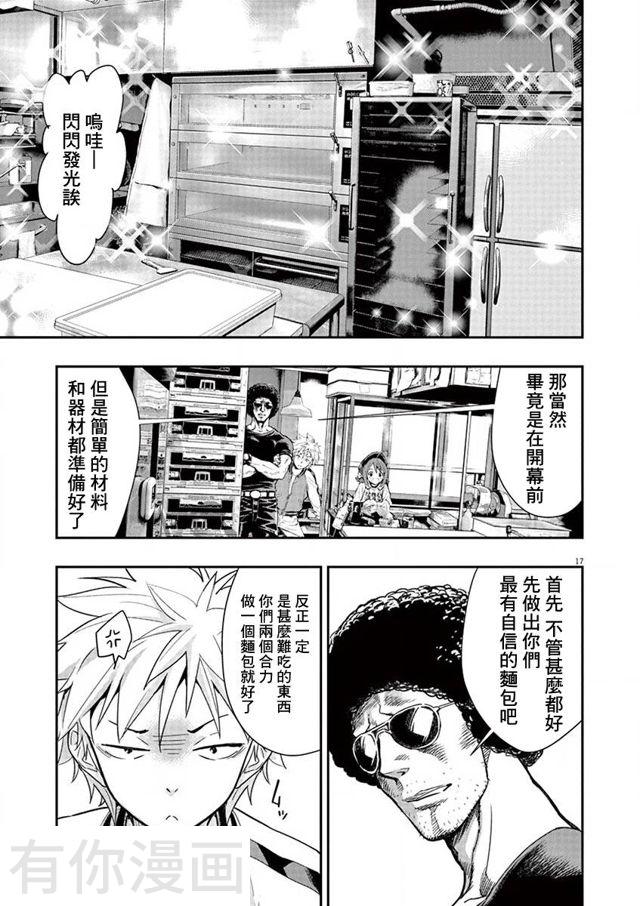 嗚哇—
閃閃發光誒
那當然
畢竟是在開幕前
但是簡單的材料
和器材都準備好了
17
首先 不管甚麼都好
先做出你們
最有自信的麵包吧
反正一定
是甚麼難吃的東西
你們兩個合力
做一個麵包就好了
有你漫画